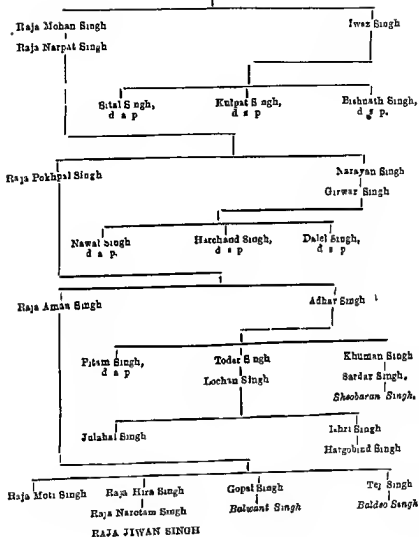 Raja Mohan Singh Iwaz Singh
Raja Narpat Singh
Sital Singh, Kulpat Singh, Bishnath Singh,
d s p d s p d s p.
Raja Pokhpal Singh Narayan Singh
Girwar Singh
Nawal Singh Harchand Singh, Dalel Singh,
d s p. d s p d s p
Raja Aman Singh Adhar Singh
Pitam Singh, Todar Singh Khuman Singh
d s p Lochan Singh Sardar Singh,
Sheobaran Singh.
Julahal Singh Ishri Singh
Hargobind Singh
Raja Moti Singh Raja Hira Singh Gopal Singh Tej Singh
Raja Narotam Singh Balwant Singh Baldeo Singh
RAJA JIWAN SINGH